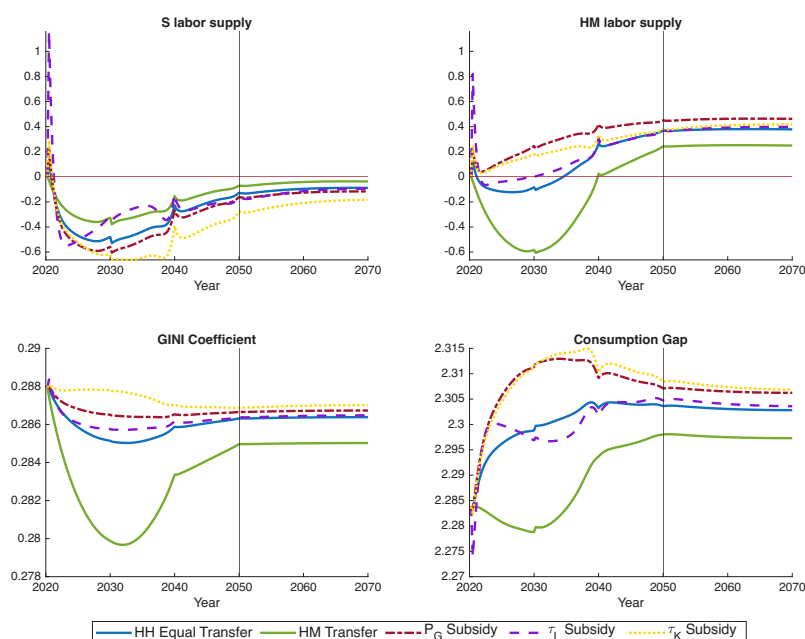 S labor supply
1
0.8
0.6
0.4
0.2
0
-0.2
-0.4
-0.6
2020 2030 2040 2050 2060 2070
Year
HM labor supply
1
0.8
0.6
0.4
0.2
0
-0.2
-0.4
-0.6
2020 2030 2040 2050 2060 2070
Year
GINI Coefficient
0.29
0.288
0.286
0.284
0.282
0.28
0.278
2020 2030 2040 2050 2060 2070
Year
Consumption Gap
2.315
2.31
2.305
2.3
2.295
2.29
2.285
2.28
2.275
2.27
2020 2030 2040 2050 2060 2070
Year
HH Equal Transfer HM Transfer P_G Subsidy τ_L Subsidy τ_K Subsidy